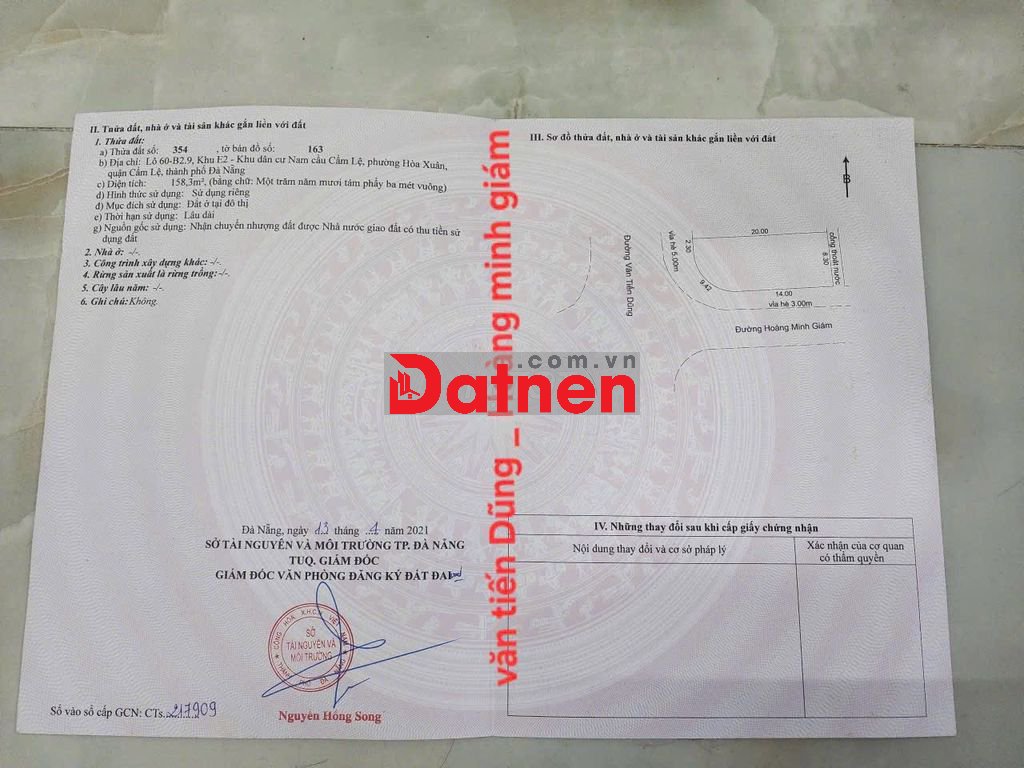 II. Thửa đất, nhà ở và tài sản khác gắn liền với đất
1. Thửa đất:
a) Thửa đất số: 354 , tờ bản đồ số: 163
b) Địa chỉ: Lô 60-B2.9, Khu E2 - Khu dân cư Nam cầu Cẩm Lệ, phường Hòa Xuân,
quận Cẩm Lệ, thành phố Đà Nẵng
c) Diện tích: 158,3m², (bằng chữ: Một trăm năm mươi tám phẩy ba mét vuông)
d) Hình thức sử dụng: Sử dụng riêng
đ) Mục đích sử dụng: Đất ở tại đô thị
e) Thời hạn sử dụng: Lâu dài
g) Nguồn gốc sử dụng: Nhận chuyển nhượng đất được Nhà nước giao đất có thu tiền sử
dụng đất
2. Nhà ở: -/-.
3. Công trình xây dựng khác: -/-.
4. Rừng sản xuất là rừng trồng:-/-.
5. Cây lâu năm: -/-.
6. Ghi chú:Không.
Đà Nẵng, ngày 13 tháng 4 năm 2021
SỞ TÀI NGUYÊN VÀ MÔI TRƯỜNG TP. ĐÀ NẴNG
TUQ. GIÁM ĐỐC
GIÁM ĐỐC VĂN PHÒNG ĐĂNG KÝ ĐẤT ĐAI
CỘNG HÒA X.H.C.N VIỆT NAM
SỞ
TÀI NGUYÊN VÀ
MÔI TRƯỜNG
Nguyễn Hồng Song
Số vào sổ cấp GCN: CTs 217909
văn tiến Dũng _ Hoàng minh giám
.com.vn
Datnen
III. Sơ đồ thửa đất, nhà ở và tài sản khác gắn liền với đất
B
20.00
2.30
vỉa hè 5.00m
Đường Văn Tiến Dũng
9.42
8.30
cống thoát nước
14.00
vỉa hè 3.00m
Đường Hoàng Minh Giám
IV. Những thay đổi sau khi cấp giấy chứng nhận
Nội dung thay đổi và cơ sở pháp lý
Xác nhận của cơ quan
có thẩm quyền